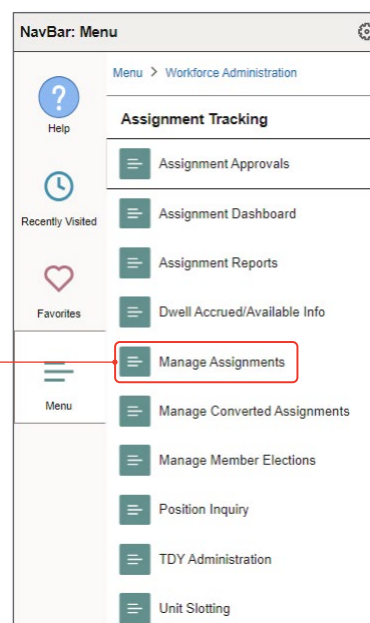 NavBar: Menu
Menu > Workforce Administration
?
Help
Assignment Tracking
Assignment Approvals
Recently Visited
Assignment Dashboard
Assignment Reports
Favorites
Dwell Accrued/Available Info
Manage Assignments
Menu
Manage Converted Assignments
Manage Member Elections
Position Inquiry
TDY Administration
Unit Slotting